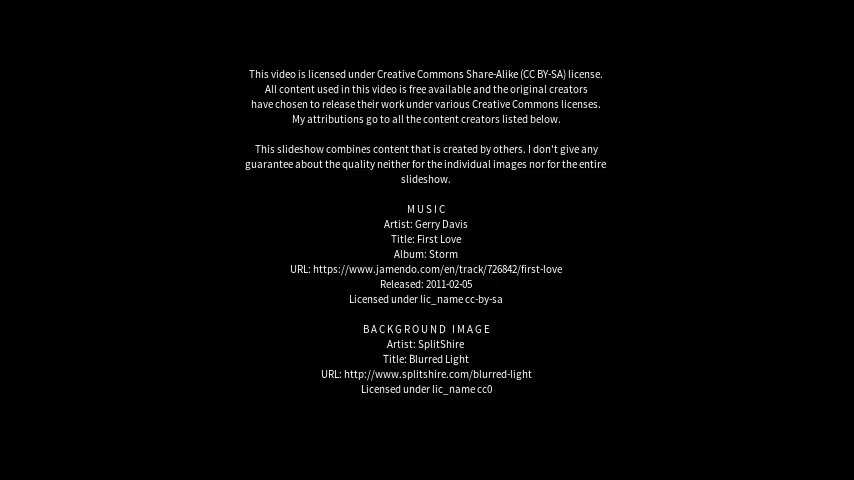 This video is licensed under Creative Commons Share-Alike (CC BY-SA) license.
All content used in this video is free available and the original creators
have chosen to release their work under various Creative Commons licenses.
My attributions go to all the content creators listed below.
This slideshow combines content that is created by others. I don't give any
guarantee about the quality neither for the individual images nor for the entire
slideshow.
MUSIC
Artist: Gerry Davis
Title: First Love
Album: Storm
URL: https://www.jamendo.com/en/track/726842/first-love
Released: 2011-02-05
Licensed under lic_name cc-by-sa
BACKGROUND IMAGE
Artist: SplitShire
Title: Blurred Light
URL: http://www.splitshire.com/blurred-light
Licensed under lic_name cc0